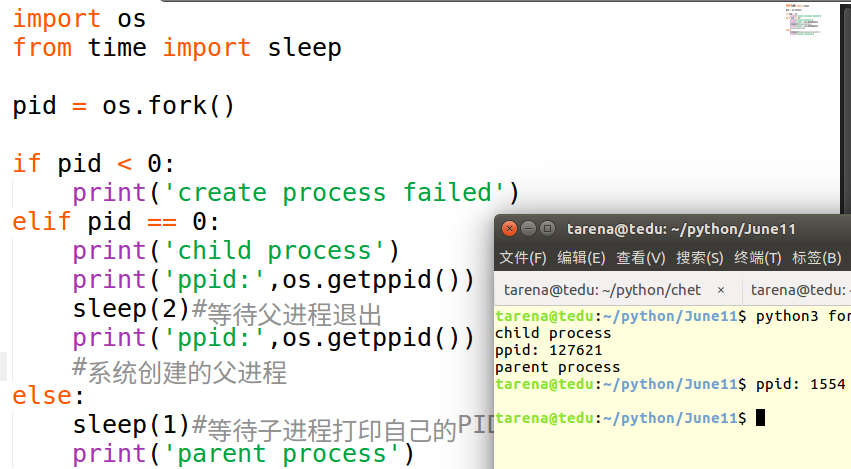 import os
from time import sleep
pid = os.fork()
if pid < 0:
print('create process failed')
elif pid == 0:
print('child process')
print('ppid:',os.getppid())
sleep(2)#等待父进程退出
print('ppid:',os.getppid())
#系统创建的父进程
else:
sleep(1)#等待子进程打印自己的PID
print('parent process')
tarena@tedu: ~/python/June11
文件(F) 编辑(E) 查看(V) 搜索(S) 终端(T) 标签(B)
tarena@tedu: ~/python/chet × tarena@tedu:
tarena@tedu:~/python/June11$ python3 for
child process
ppid: 127621
parent process
tarena@tedu:~/python/June11$ ppid: 1554
tarena@tedu:~/python/June11$